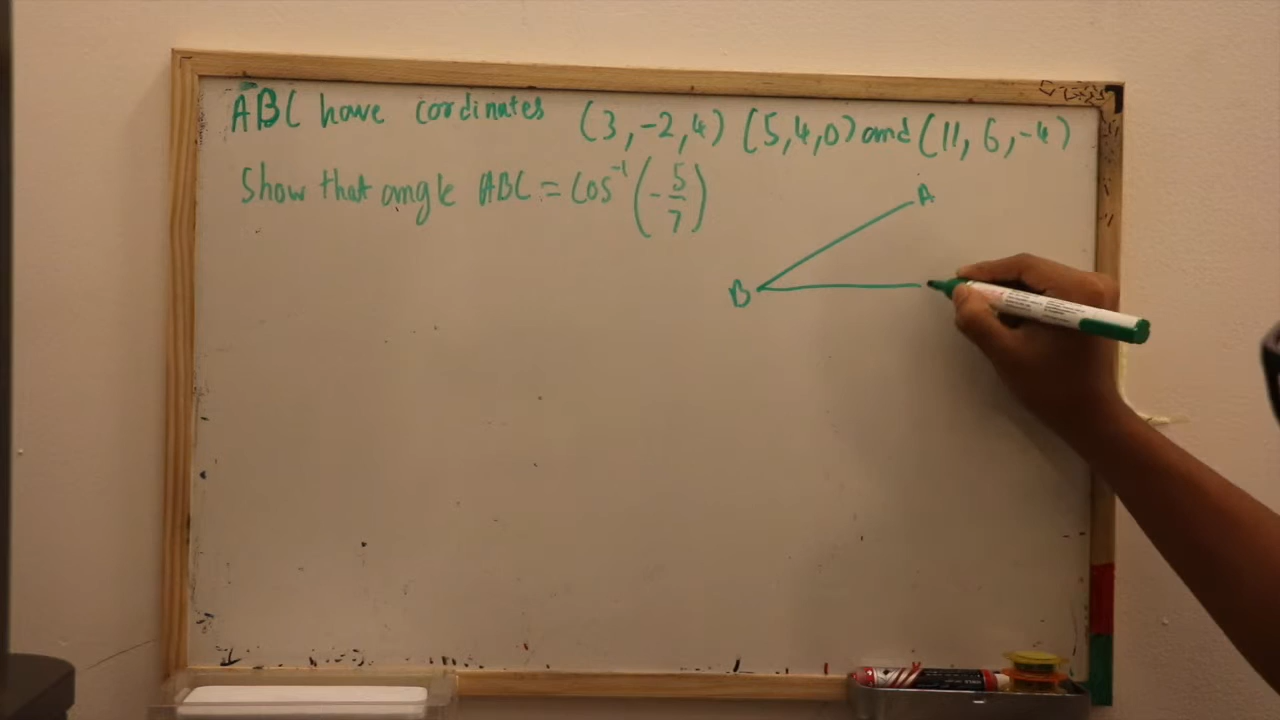 ABC have cordinates (3,-2,4) (5,4,0) and (11, 6, -4)
Show that angle ABC = cos⁻¹(-5/7)
A
B